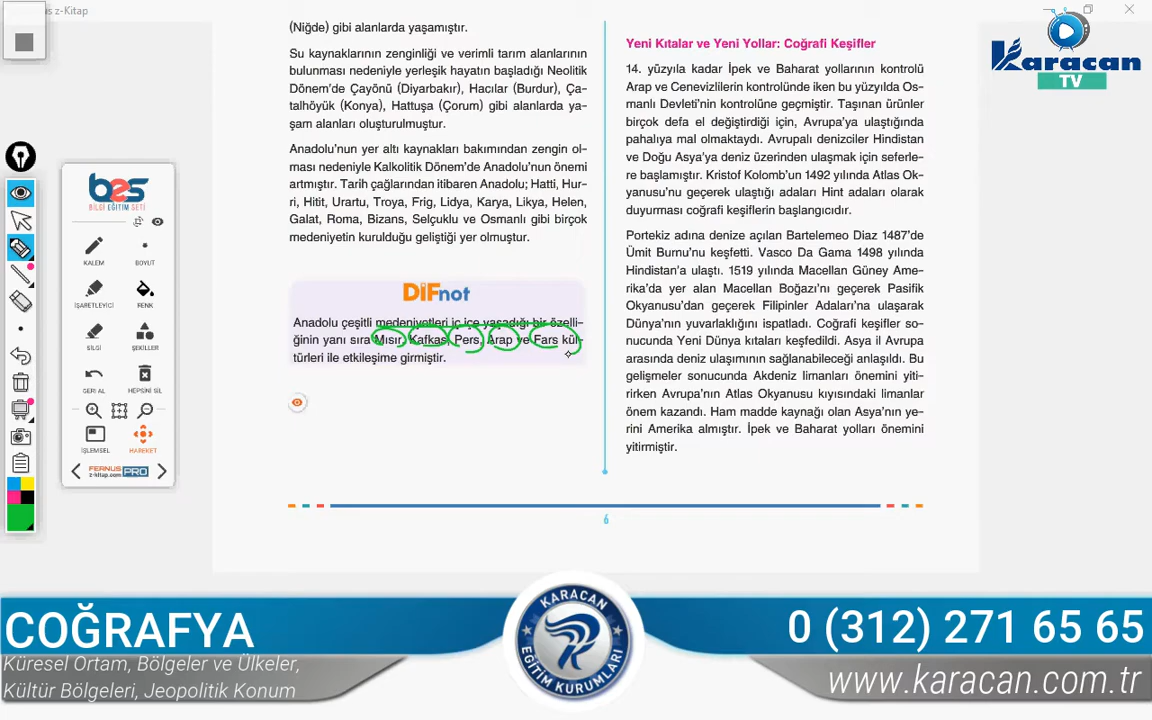 us z-Kitap
Karacan
TV
BİLGİ EĞİTİM SETİ
KALEM
BOYUT
İŞARETLEYİCİ
RENK
SİLGİ
ŞEKİLLER
GERİ AL
HEPSİNİ SİL
İŞLEMSEL
HAREKET
FERNUS
z-kitap.com
PRO
(Niğde) gibi alanlarda yaşamıştır.
Su kaynaklarının zenginliği ve verimli tarım alanlarının
bulunması nedeniyle yerleşik hayatın başladığı Neolitik
Dönem’de Çayönü (Diyarbakır), Hacılar (Burdur), Ça-
talhöyük (Konya), Hattuşa (Çorum) gibi alanlarda ya-
şam alanları oluşturulmuştur.
Anadolu’nun yer altı kaynakları bakımından zengin ol-
ması nedeniyle Kalkolitik Dönem’de Anadolu’nun önemi
artmıştır. Tarih çağlarından itibaren Anadolu; Hatti, Hur-
ri, Hitit, Urartu, Troya, Frig, Lidya, Karya, Likya, Helen,
Galat, Roma, Bizans, Selçuklu ve Osmanlı gibi birçok
medeniyetin kurulduğu geliştiği yer olmuştur.
DİFnot
Anadolu çeşitli medeniyetleri iç içe yaşadığı bir özelli-
ğinin yanı sıra Mısır, Kafkas, Pers, Arap ve Fars kül-
türleri ile etkileşime girmiştir.
Yeni Kıtalar ve Yeni Yollar: Coğrafi Keşifler
14. yüzyıla kadar İpek ve Baharat yollarının kontrolü
Arap ve Cenevizlilerin kontrolünde iken bu yüzyılda Os-
manlı Devleti’nin kontrolüne geçmiştir. Taşınan ürünler
birçok defa el değiştirdiği için, Avrupa’ya ulaştığında
pahalıya mal olmaktaydı. Avrupalı denizciler Hindistan
ve Doğu Asya’ya deniz üzerinden ulaşmak için seferle-
re başlamıştır. Kristof Kolomb’un 1492 yılında Atlas Ok-
yanusu’nu geçerek ulaştığı adaları Hint adaları olarak
duyurması coğrafi keşiflerin başlangıcıdır.
Portekiz adına denize açılan Bartelemeo Diaz 1487’de
Ümit Burnu’nu keşfetti. Vasco Da Gama 1498 yılında
Hindistan’a ulaştı. 1519 yılında Macellan Güney Ame-
rika’da yer alan Macellan Boğazı’nı geçerek Pasifik
Okyanusu’dan geçerek Filipinler Adaları’na ulaşarak
Dünya’nın yuvarlaklığını ispatladı. Coğrafi keşifler so-
nucunda Yeni Dünya kıtaları keşfedildi. Asya il Avrupa
arasında deniz ulaşımının sağlanabileceği anlaşıldı. Bu
gelişmeler sonucunda Akdeniz limanları önemini yiti-
rirken Avrupa’nın Atlas Okyanusu kıyısındaki limanlar
önem kazandı. Ham madde kaynağı olan Asya’nın ye-
rini Amerika almıştır. İpek ve Baharat yolları önemini
yitirmiştir.
6
COĞRAFYA
Küresel Ortam, Bölgeler ve Ülkeler,
Kültür Bölgeleri, Jeopolitik Konum
KARACAN
EĞİTİM KURUMLARI
0 (312) 271 65 65
www.karacan.com.tr